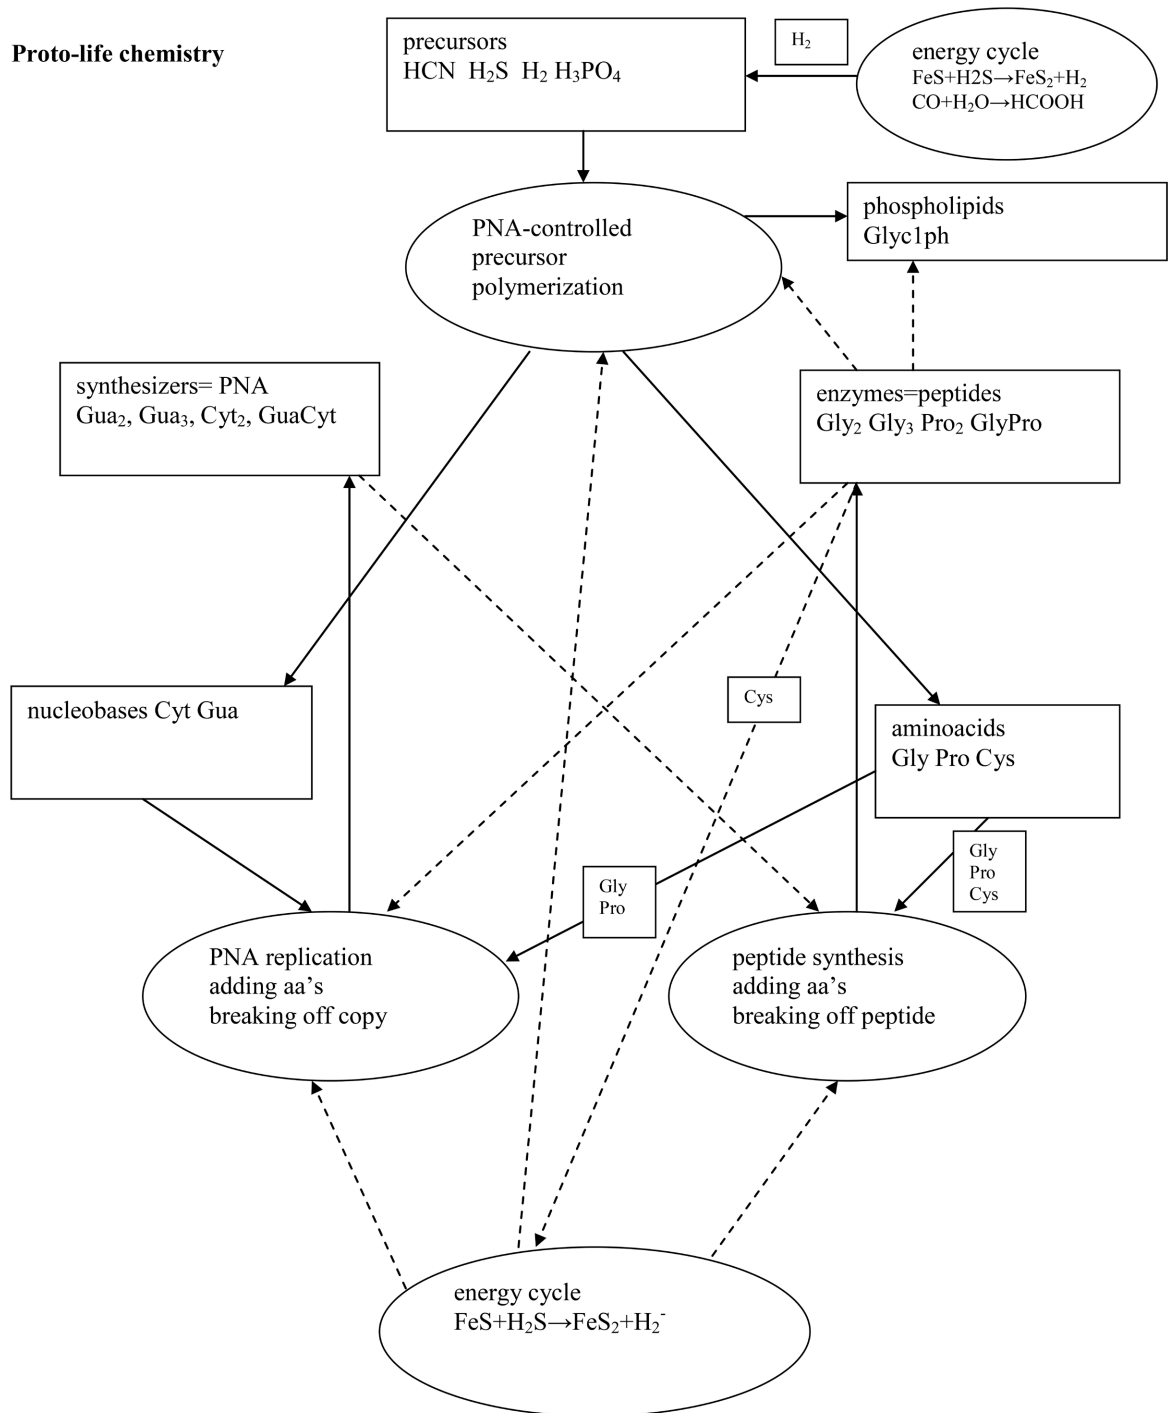 Proto-life chemistry
precursors
HCN H₂S H₂ H₃PO₄
H₂
energy cycle
FeS+H2S→FeS₂+H₂
CO+H₂O→HCOOH
PNA-controlled
precursor
polymerization
phospholipids
Glyc1ph
synthesizers= PNA
Gua₂, Gua₃, Cyt₂, GuaCyt
enzymes=peptides
Gly₂ Gly₃ Pro₂ GlyPro
nucleobases Cyt Gua
Cys
aminoacids
Gly Pro Cys
Gly
Pro
Gly
Pro
Cys
PNA replication
adding aa’s
breaking off copy
peptide synthesis
adding aa’s
breaking off peptide
energy cycle
FeS+H₂S→FeS₂+H₂⁻